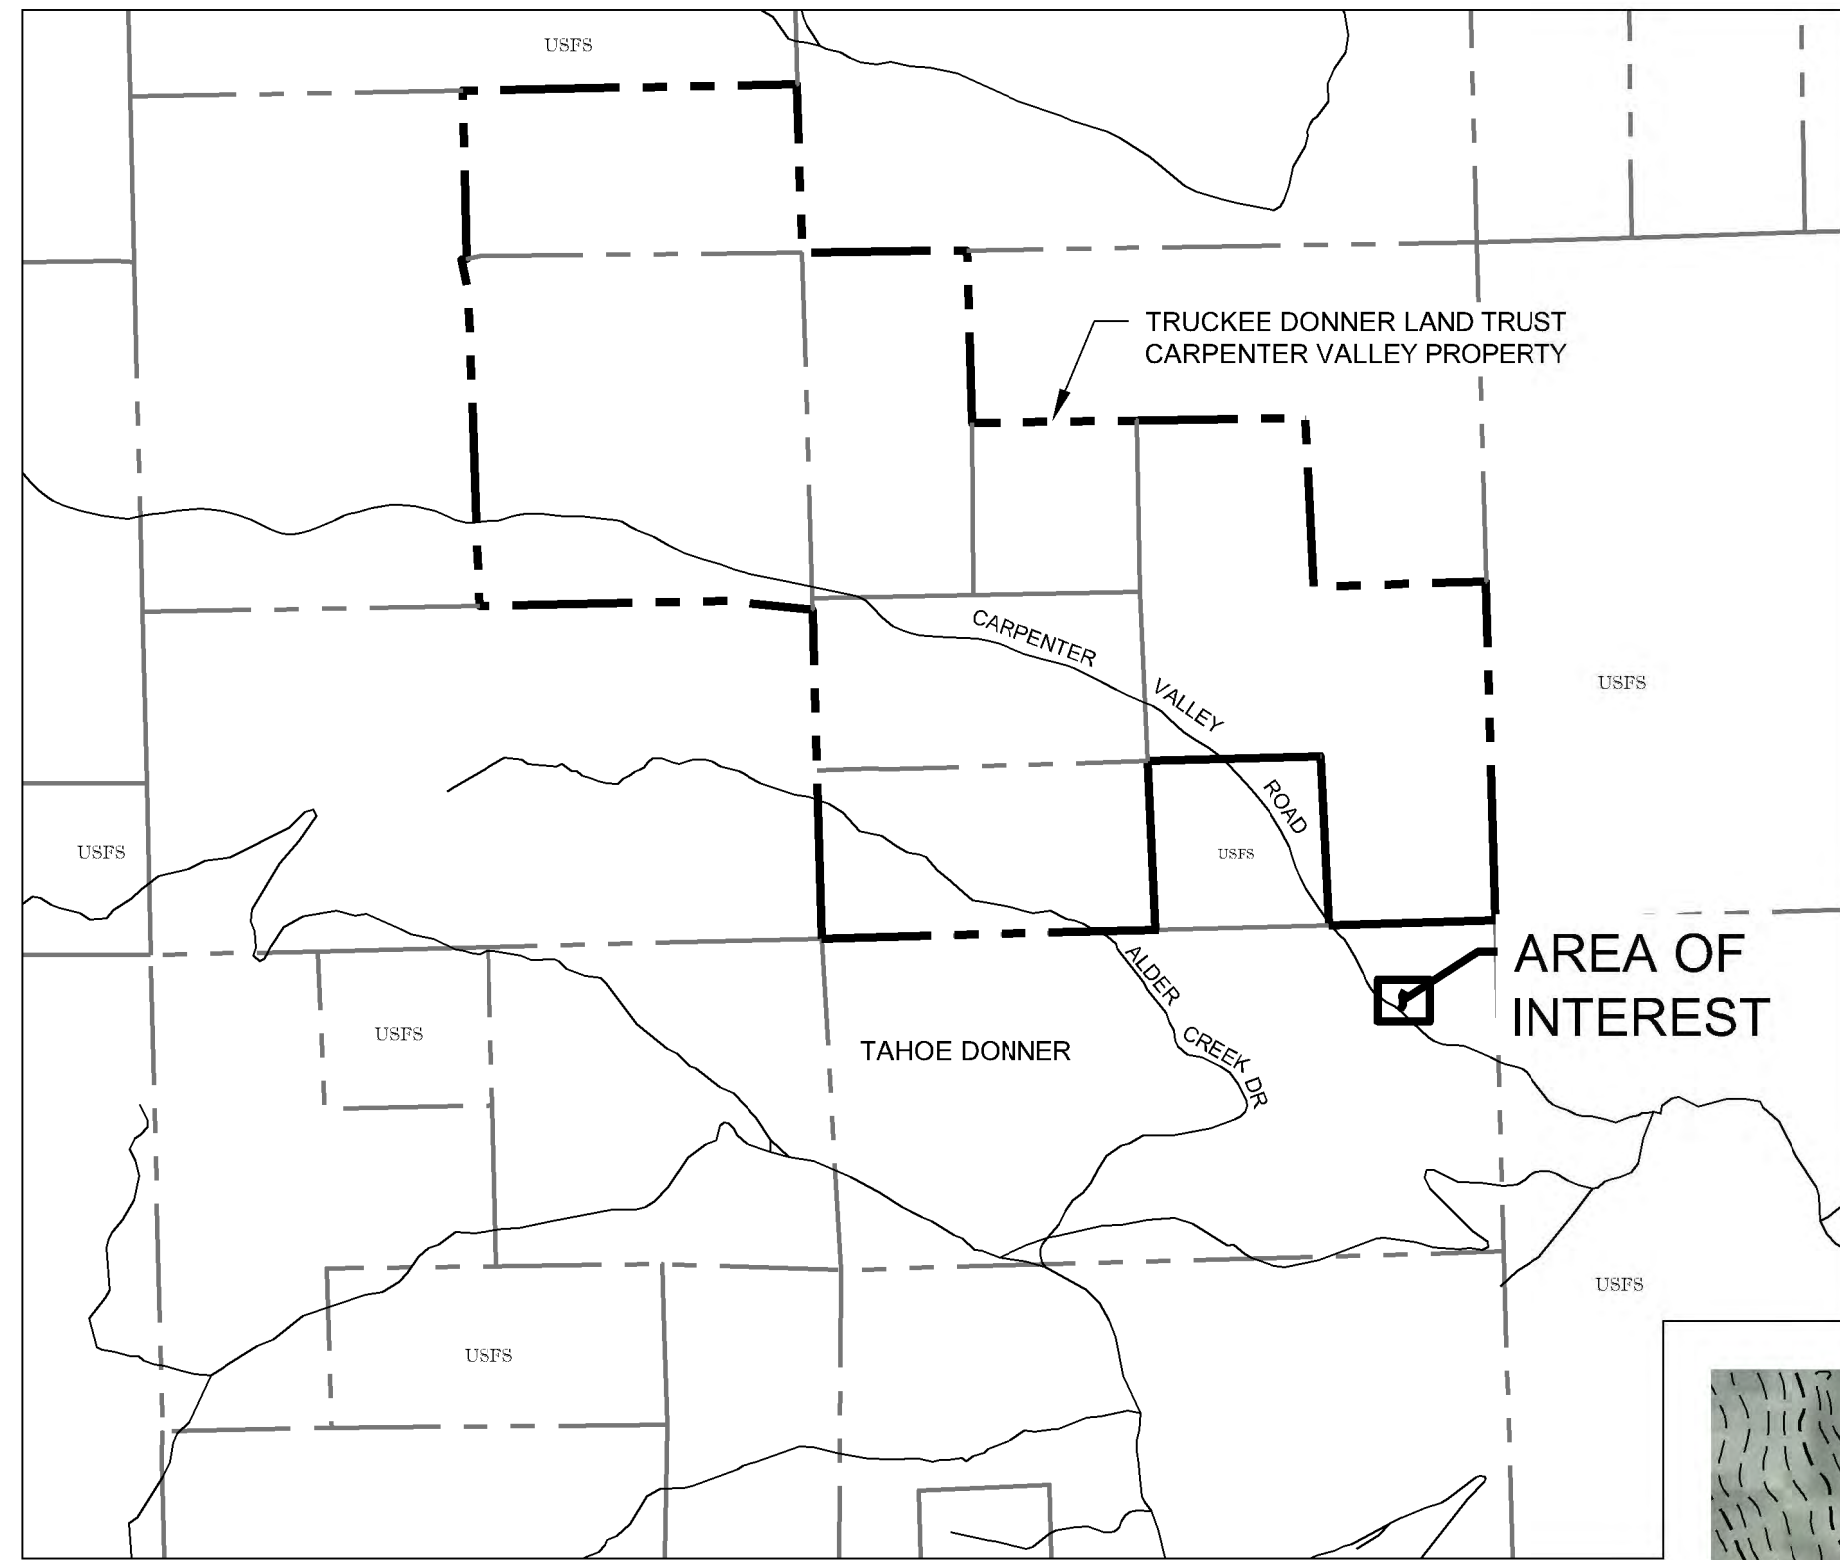 USFS
TRUCKEE DONNER LAND TRUST
CARPENTER VALLEY PROPERTY
CARPENTER
VALLEY
ROAD
USFS
USFS
USFS
AREA OF
INTEREST
ALDER
CREEK DR
USFS
TAHOE DONNER
USFS
USFS